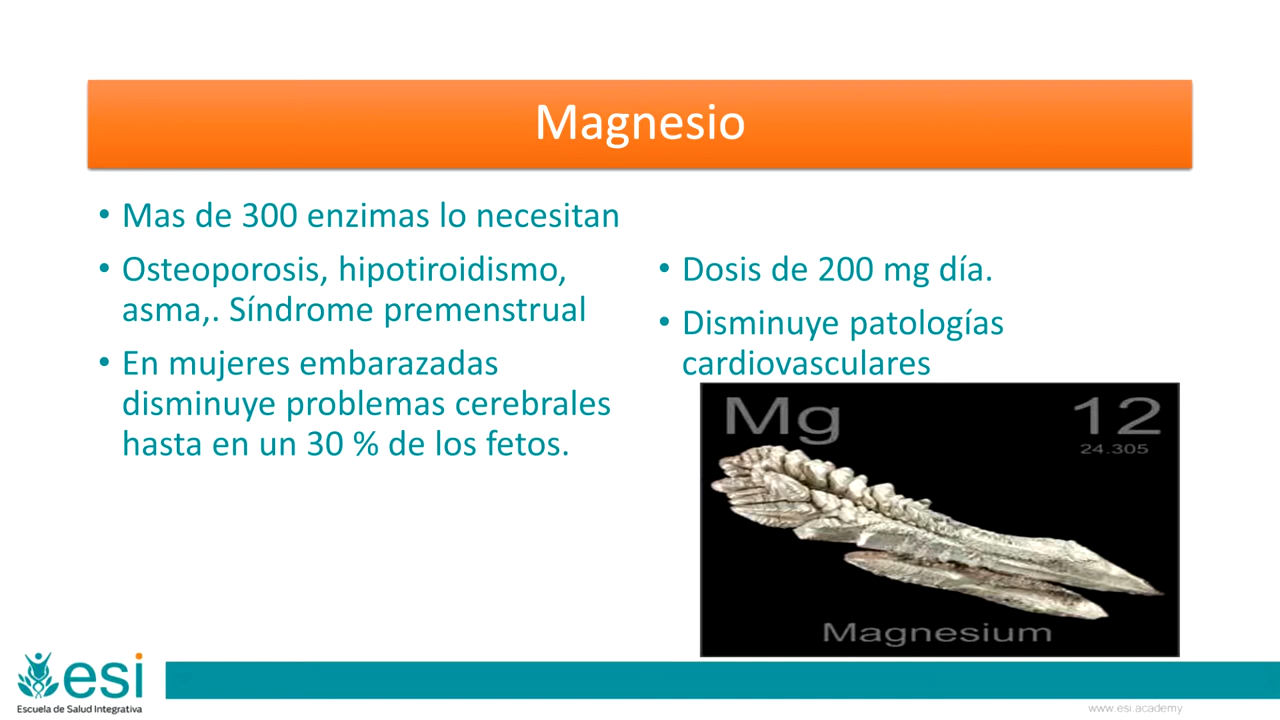 Magnesio
• Mas de 300 enzimas lo necesitan
• Osteoporosis, hipotiroidismo,
asma,. Síndrome premenstrual
• En mujeres embarazadas
disminuye problemas cerebrales
hasta en un 30 % de los fetos.
• Dosis de 200 mg día.
• Disminuye patologías
cardiovasculares
Mg
12
24.305
Magnesium
esi
Escuela de Salud Integrativa
www.esi.academy